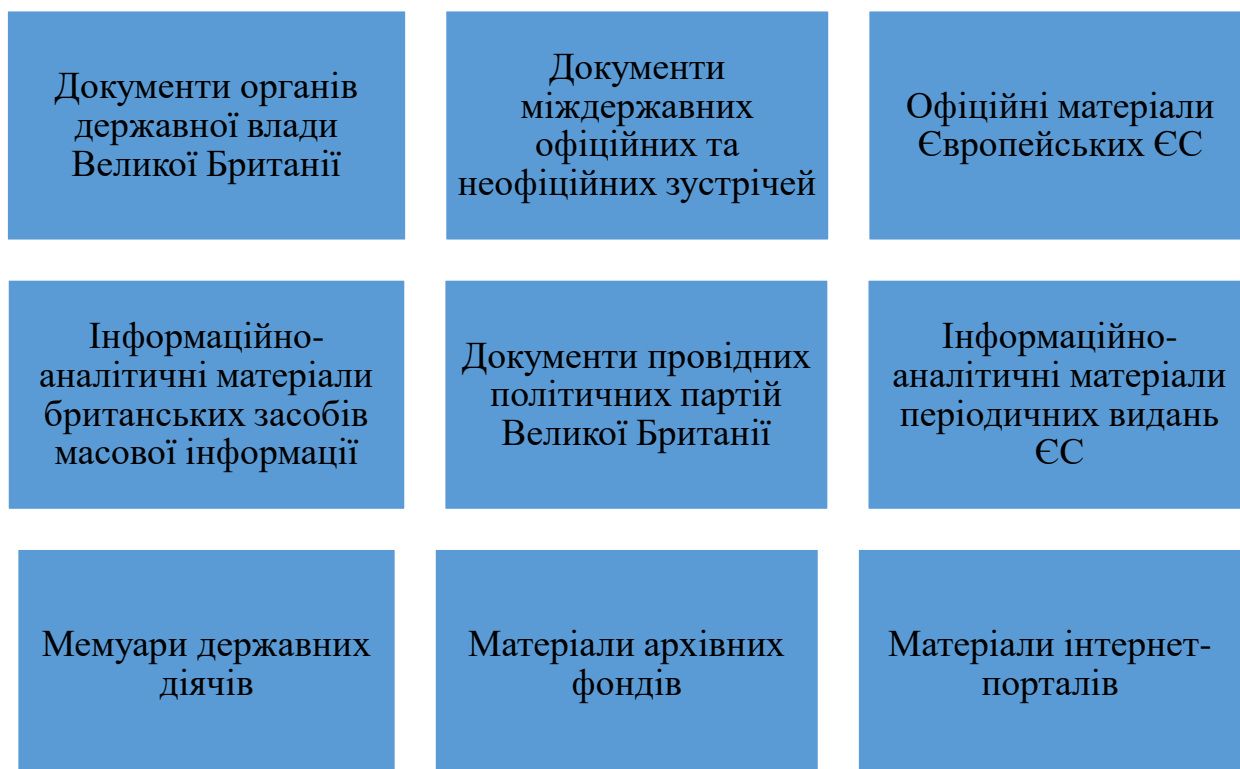 Документи органів
державної влади
Великої Британії
Документи
міждержавних
офіційних та
неофіційних зустрічей
Офіційні матеріали
Європейських ЄС
Інформаційно-
аналітичні матеріали
британських засобів
масової інформації
Документи провідних
політичних партій
Великої Британії
Інформаційно-
аналітичні матеріали
періодичних видань
ЄС
Мемуари державних
діячів
Матеріали архівних
фондів
Матеріали інтернет-
порталів